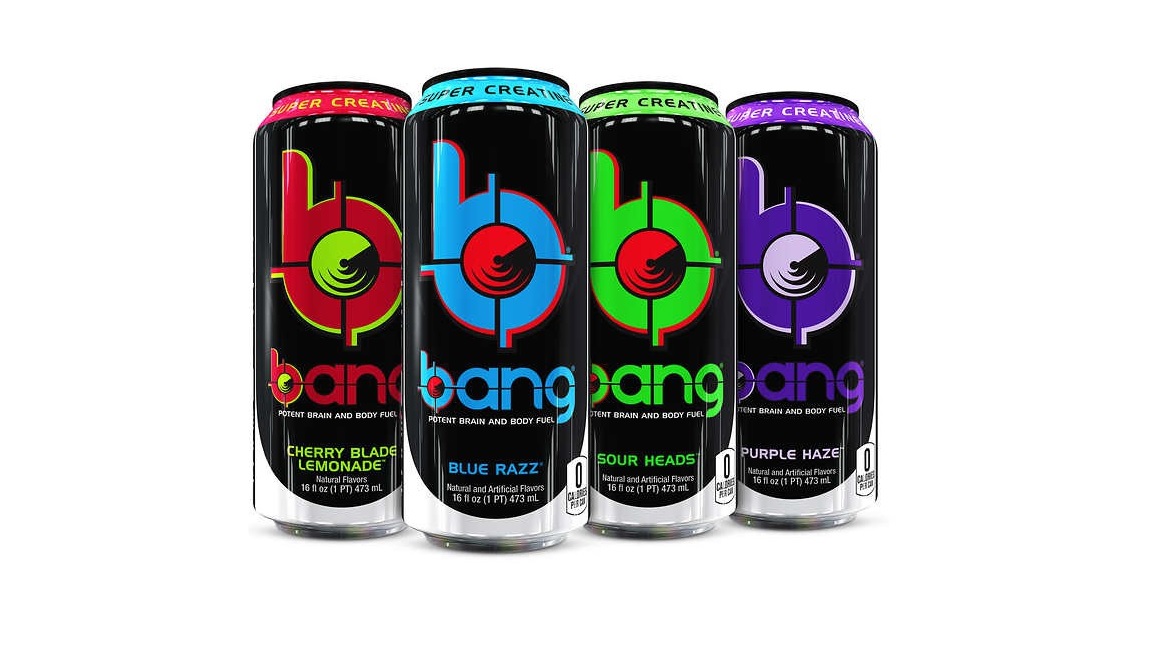 SUPER CREATINE
bang
POTENT BRAIN AND BODY FUEL
CHERRY BLADE
LEMONADE™
Natural Flavors
16 fl oz (1 PT) 473 mL
SUPER CREATINE
bang®
POTENT BRAIN AND BODY FUEL
BLUE RAZZ®
Natural and Artificial Flavors
16 fl oz (1 PT) 473 mL
0
CALORIES
PER CAN
SUPER CREATINE
bang®
POTENT BRAIN AND BODY FUEL
SOUR HEADS™
Natural and Artificial Flavors
16 fl oz (1 PT) 473 mL
0
CALORIES
PER CAN
SUPER CREATINE
bang®
POTENT BRAIN AND BODY FUEL
PURPLE HAZE™
Natural and Artificial Flavors
16 fl oz (1 PT) 473 mL
0
CALORIES
PER CAN